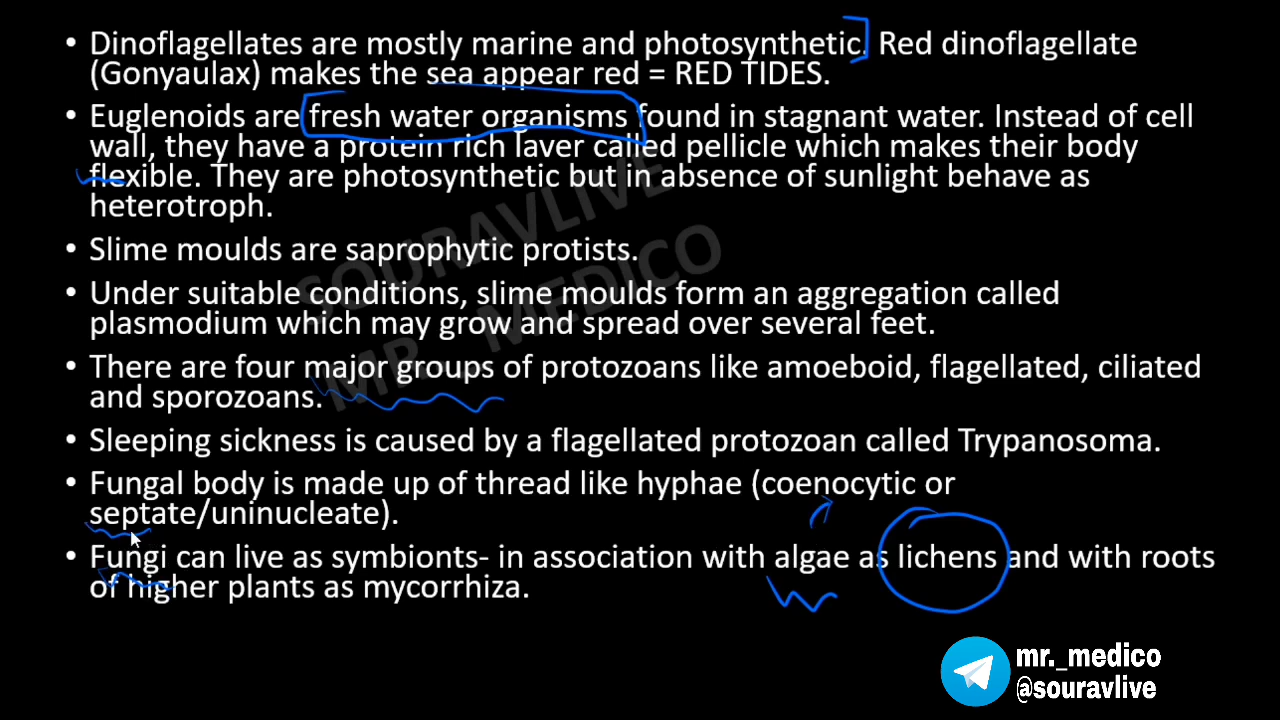 • Dinoflagellates are mostly marine and photosynthetic. Red dinoflagellate
(Gonyaulax) makes the sea appear red = RED TIDES.
• Euglenoids are fresh water organisms found in stagnant water. Instead of cell
wall, they have a protein rich layer called pellicle which makes their body
flexible. They are photosynthetic but in absence of sunlight behave as
heterotroph.
• Slime moulds are saprophytic protists.
• Under suitable conditions, slime moulds form an aggregation called
plasmodium which may grow and spread over several feet.
• There are four major groups of protozoans like amoeboid, flagellated, ciliated
and sporozoans.
• Sleeping sickness is caused by a flagellated protozoan called Trypanosoma.
• Fungal body is made up of thread like hyphae (coenocytic or
septate/uninucleate).
• Fungi can live as symbionts- in association with algae as lichens and with roots
of higher plants as mycorrhiza.
SOURAVLIVE
MR._MEDICO
mr._medico
@souravlive